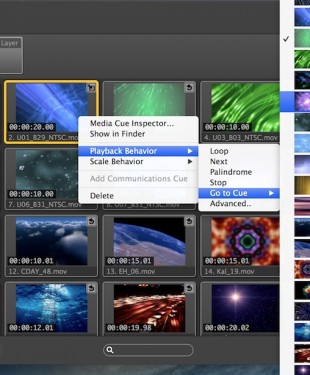 Layer
00:00:20.00
2. U01_B29_NTSC.mov
4. U03_B03_NTSC.mov
Media Cue Inspector...
Show in Finder
Playback Behavior
Scale Behavior
Add Communications Cue
Delete
Loop
Next
Palindrome
Stop
Go to Cue
Advanced..
00:00:10.00
00:00
7. U06_B31_NTSC.mov
8. U07_B31_NTSC.mov
00:00:10.01
00:00:15.01
00:00:15.01
12. CDAY_48.mov
13. EH_06.mov
14. Kal_19.mov
00:00:12.01
00:00:19.98
00:00:20.02